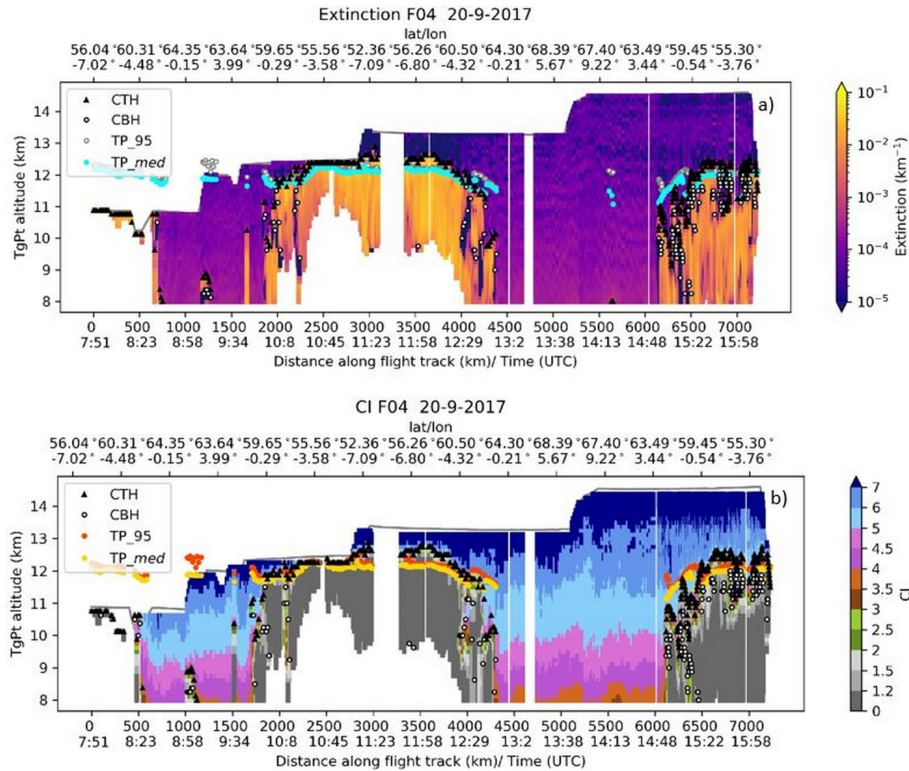 Extinction F04 20-9-2017
lat/lon
56.04°60.31°64.35°63.64°59.65°55.56°52.36°56.26°60.50°64.30°68.39°67.40°63.49°59.45°55.30°
-7.02 -4.48 -0.15 3.99 -0.29 -3.58 -7.09 -6.80 -4.32 -0.21 5.67 9.22 3.44 -0.54 -3.76
a)
CTH
CBH
TP_95
TP_med
14
13
12
11
10
9
8
TgPt altitude (km)
0 500 1000 1500 2000 2500 3000 3500 4000 4500 5000 5500 6000 6500 7000
7:51 8:23 8:58 9:34 10:8 10:45 11:23 11:58 12:29 13:2 13:38 14:13 14:48 15:22 15:58
Distance along flight track (km)/ Time (UTC)
10⁻¹
10⁻²
10⁻³
10⁻⁴
10⁻⁵
Extinction (km⁻¹)
CI F04 20-9-2017
lat/lon
56.04°60.31°64.35°63.64°59.65°55.56°52.36°56.26°60.50°64.30°68.39°67.40°63.49°59.45°55.30°
-7.02 -4.48 -0.15 3.99 -0.29 -3.58 -7.09 -6.80 -4.32 -0.21 5.67 9.22 3.44 -0.54 -3.76
b)
CTH
CBH
TP_95
TP_med
14
13
12
11
10
9
8
TgPt altitude (km)
0 500 1000 1500 2000 2500 3000 3500 4000 4500 5000 5500 6000 6500 7000
7:51 8:23 8:58 9:34 10:8 10:45 11:23 11:58 12:29 13:2 13:38 14:13 14:48 15:22 15:58
Distance along flight track (km)/ Time (UTC)
7
6
5
4
4.5
3
3.5
2
2.5
1
1.5
1.2
0
CI